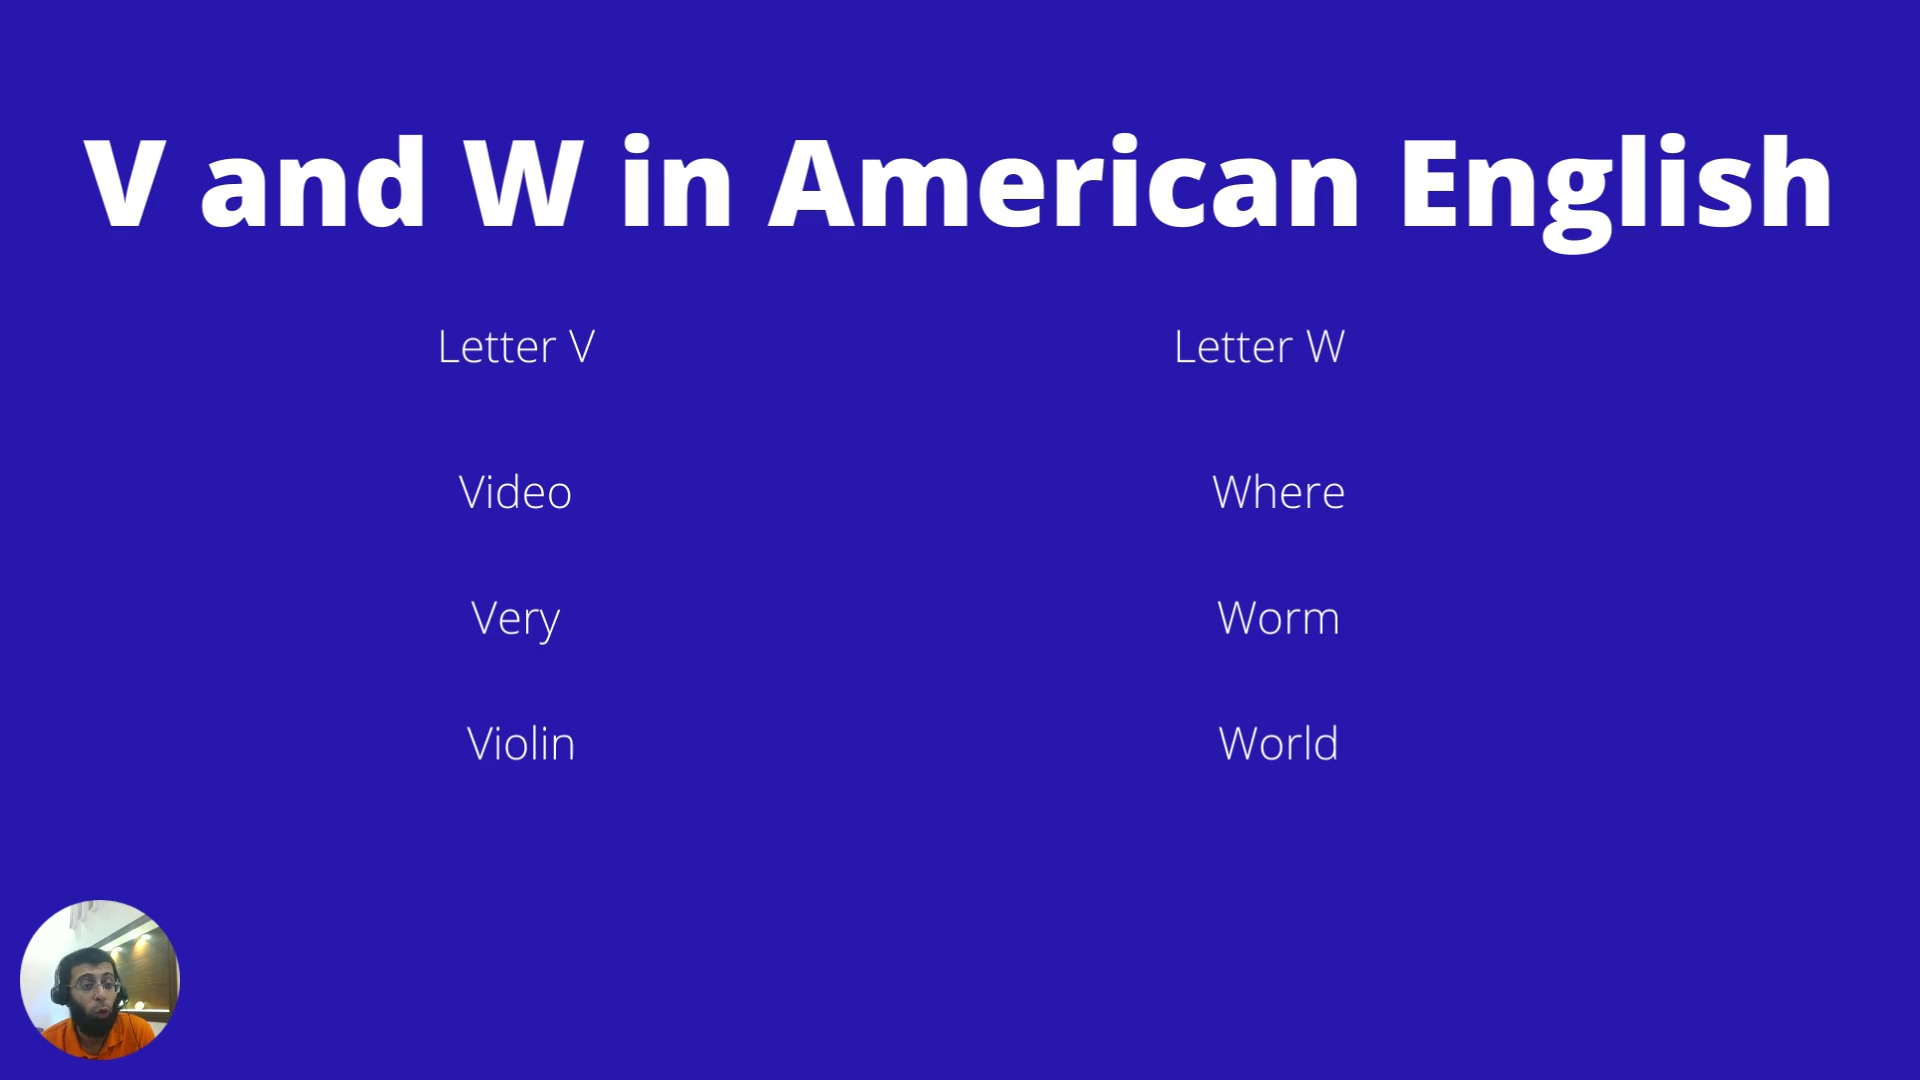 V and W in American English
Letter V
Letter W
Video
Where
Very
Worm
Violin
World